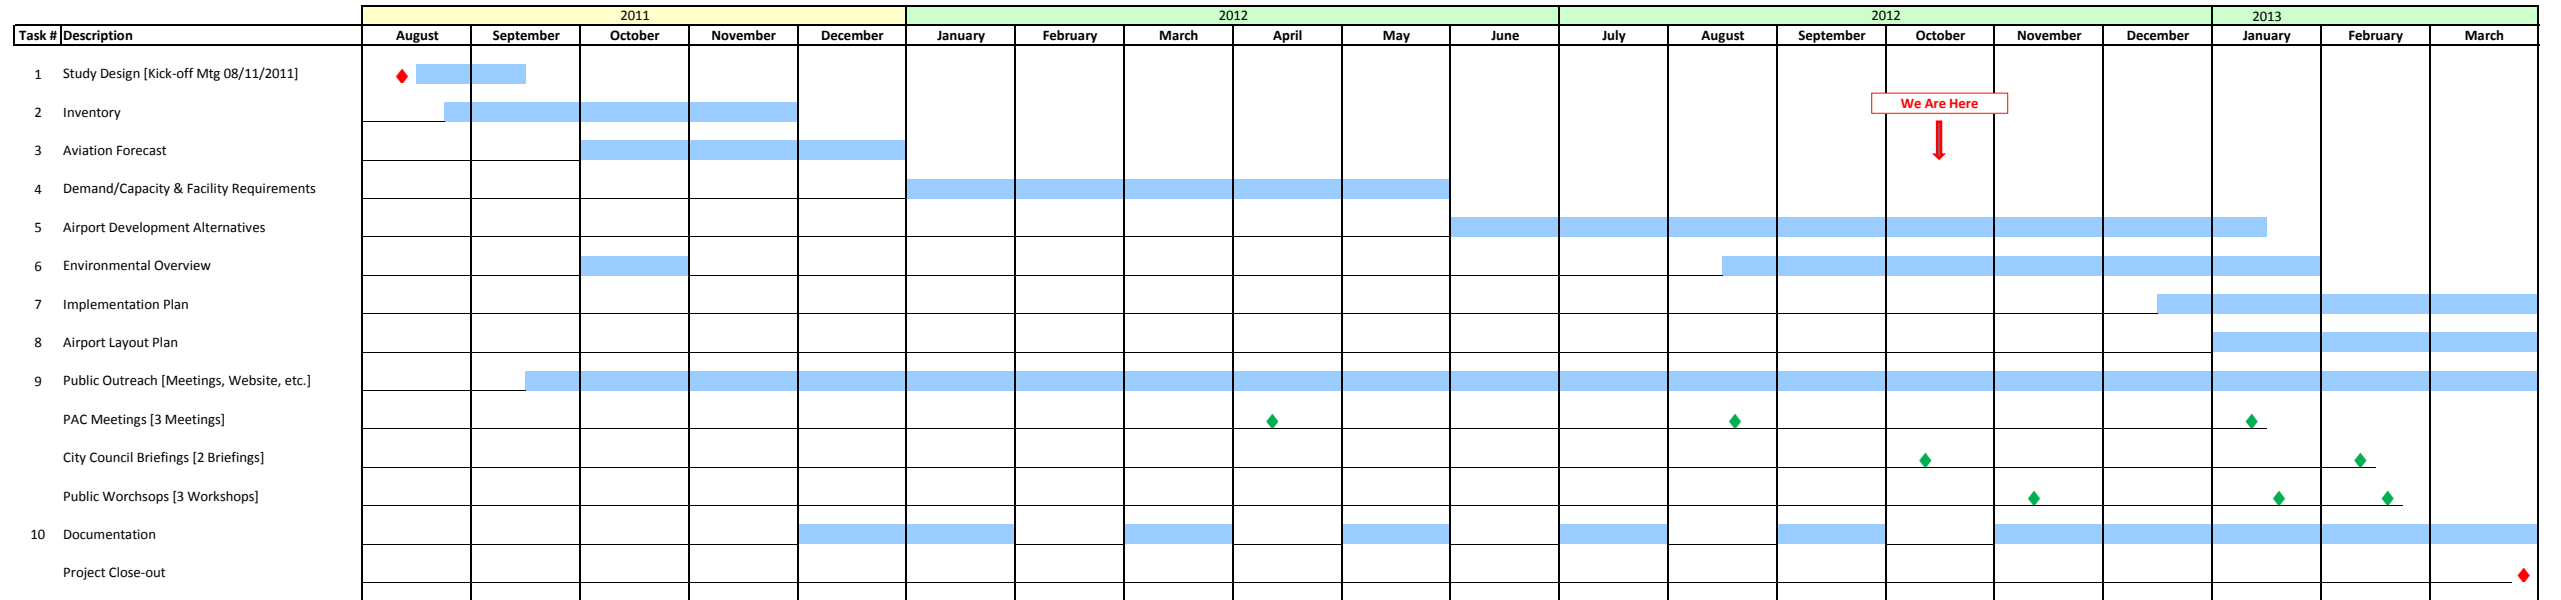 2011 2012 2012 2013
Task # Description August September October November December January February March April May June July August September October November December January February March
1 Study Design [Kick-off Mtg 08/11/2011]
We Are Here
2 Inventory
3 Aviation Forecast
4 Demand/Capacity & Facility Requirements
5 Airport Development Alternatives
6 Environmental Overview
7 Implementation Plan
8 Airport Layout Plan
9 Public Outreach [Meetings, Website, etc.]
PAC Meetings [3 Meetings]
City Council Briefings [2 Briefings]
Public Worchsops [3 Workshops]
10 Documentation
Project Close-out